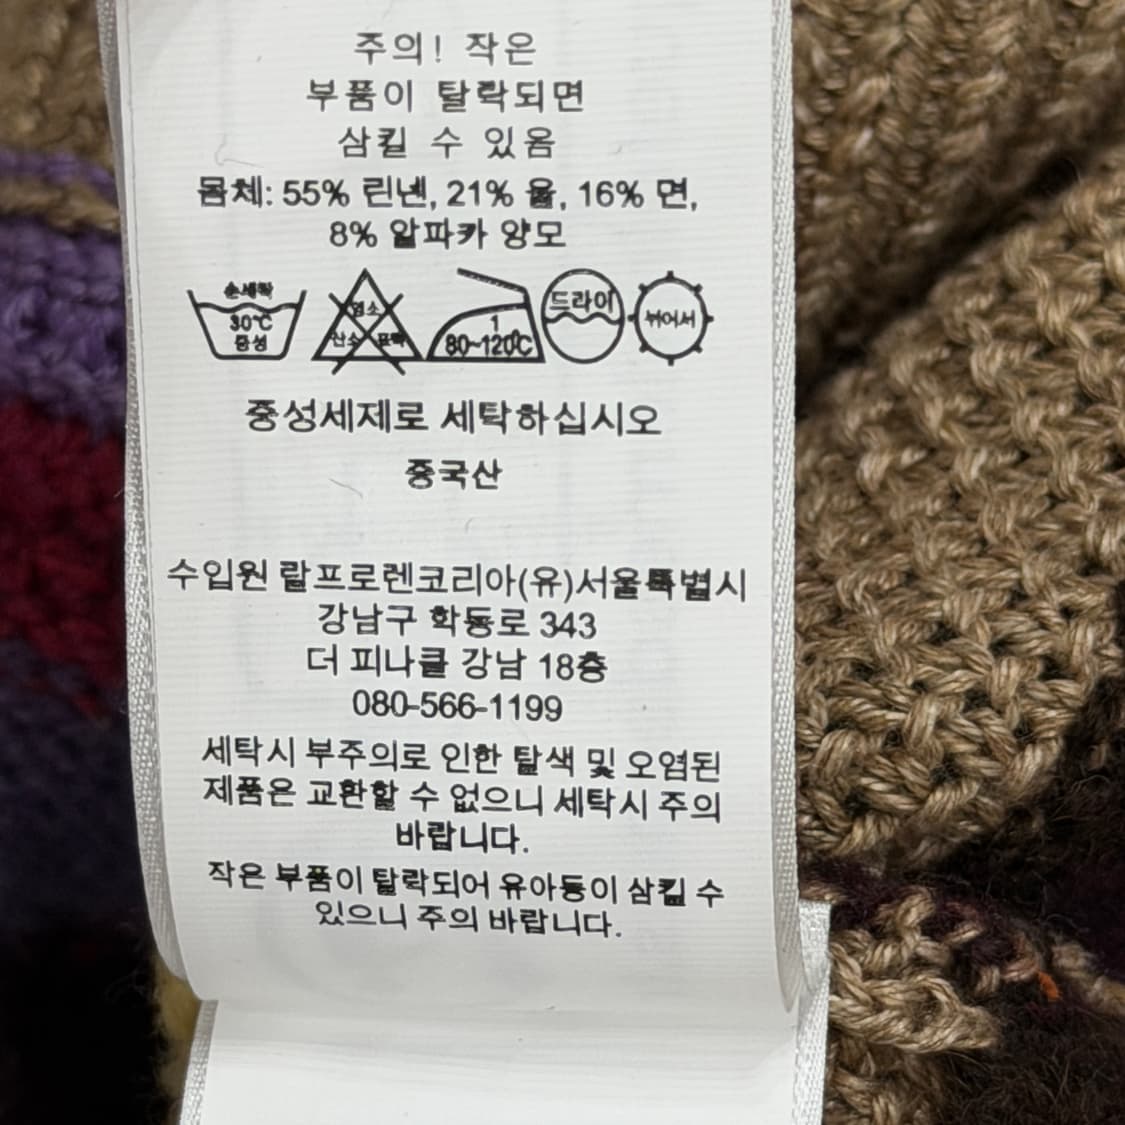 주의! 작은
부품이 탈락되면
삼킬 수 있음
몸체: 55% 린넨, 21% 울, 16% 면,
8% 알파카 양모
손세탁
30℃
중성
염소
산소 표백
1
80~120℃
드라이
뉘어서
중성세제로 세탁하십시오
중국산
수입원 랄프로렌코리아(유)서울특별시
강남구 학동로 343
더 피나클 강남 18층
080-566-1199
세탁시 부주의로 인한 탈색 및 오염된
제품은 교환할 수 없으니 세탁시 주의
바랍니다.
작은 부품이 탈락되어 유아등이 삼킬 수
있으니 주의 바랍니다.